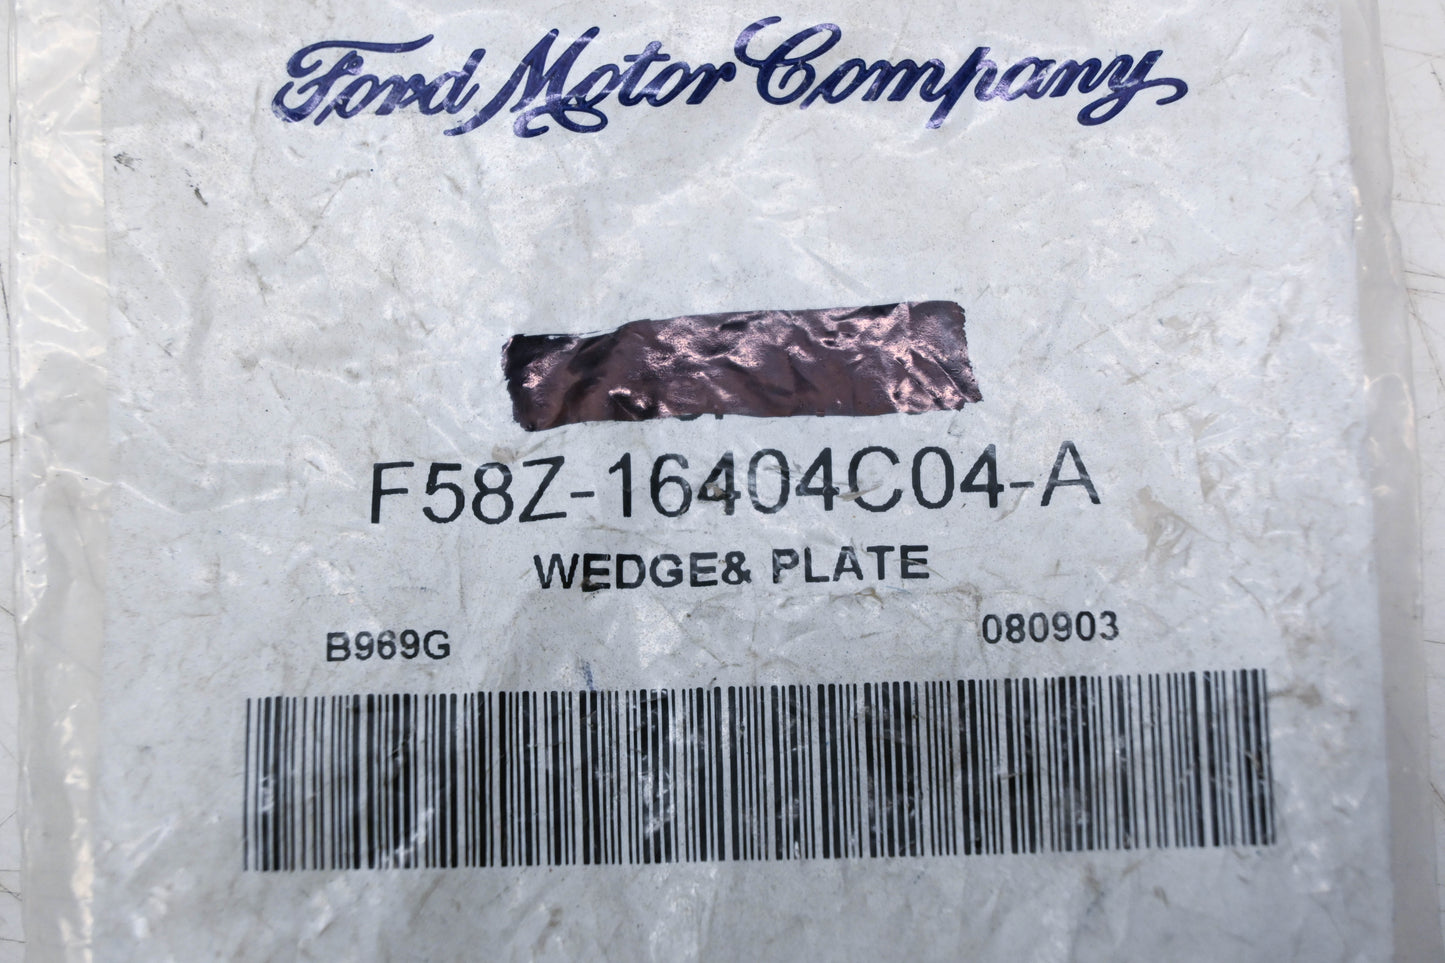 Ford Motor Company
F58Z-16404C04-A
WEDGE& PLATE
B969G
080903